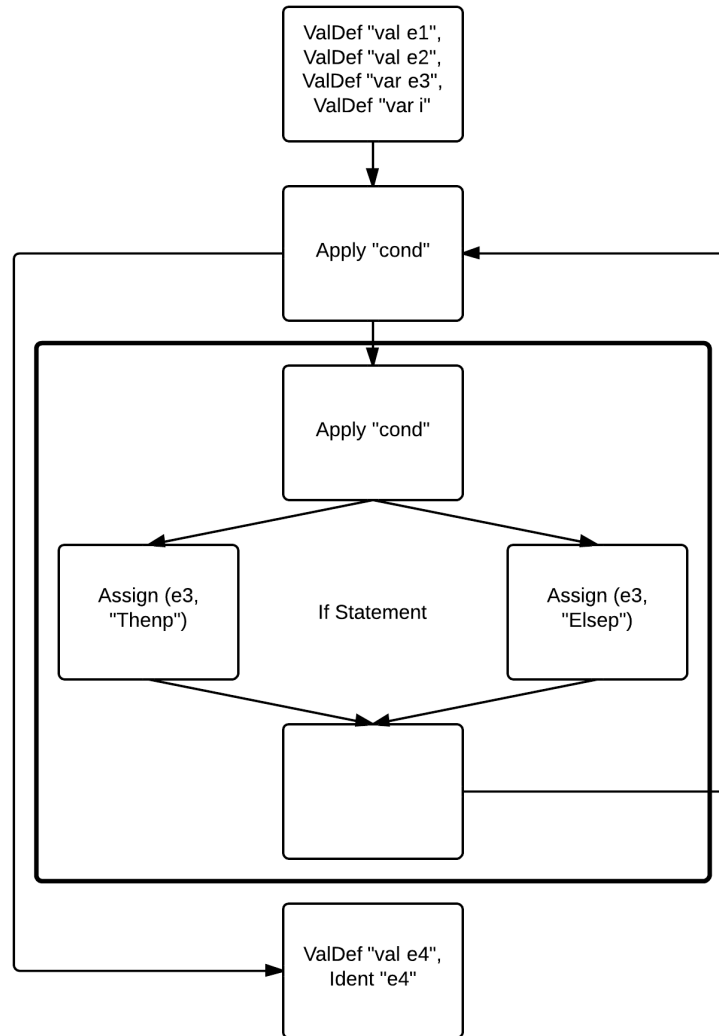 ValDef "val e1",
ValDef "val e2",
ValDef "var e3",
ValDef "var i"
Apply "cond"
Apply "cond"
Assign (e3,
"Thenp")
If Statement
Assign (e3,
"Elsep")
ValDef "val e4",
Ident "e4"